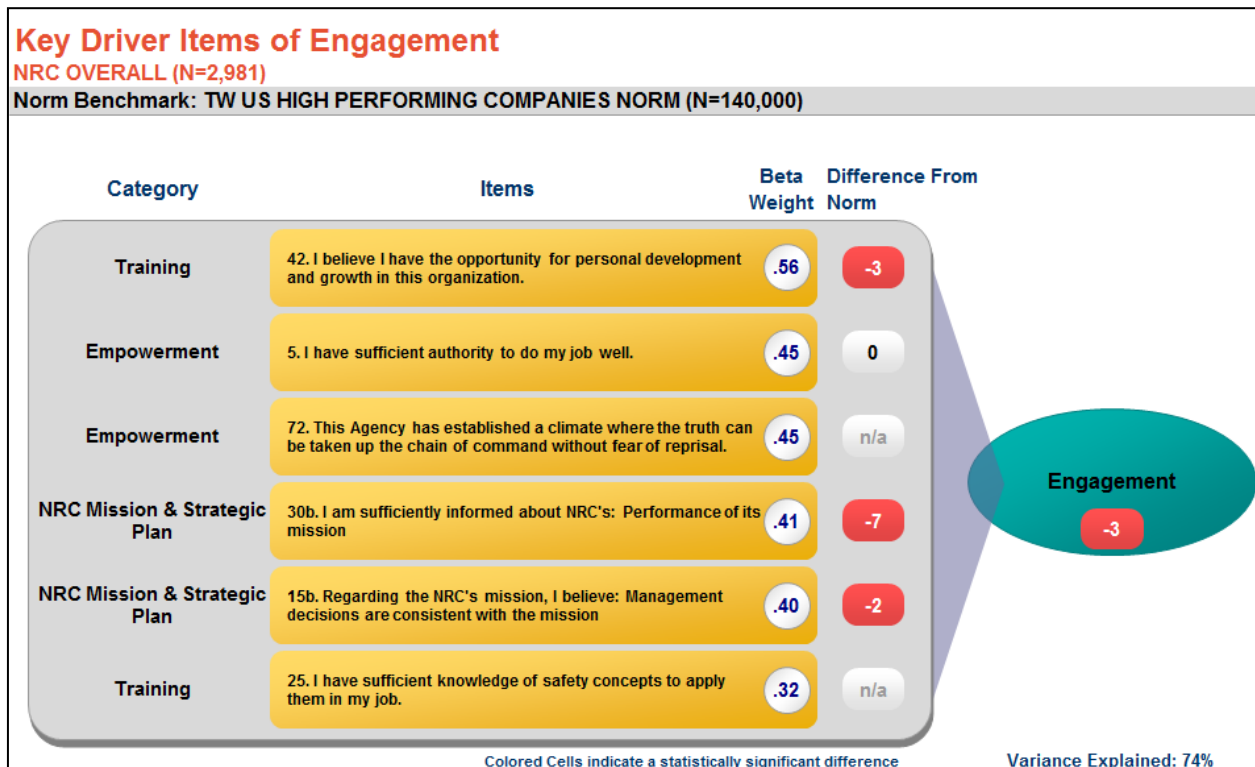 Key Driver Items of Engagement
NRC OVERALL (N=2,981)
Norm Benchmark: TW US HIGH PERFORMING COMPANIES NORM (N=140,000)
Category
Items
Beta
Weight
Difference From
Norm
Training
42. I believe I have the opportunity for personal development
and growth in this organization.
.56
-3
Empowerment
5. I have sufficient authority to do my job well.
.45
0
Empowerment
72. This Agency has established a climate where the truth can
be taken up the chain of command without fear of reprisal.
.45
n/a
NRC Mission & Strategic
Plan
30b. I am sufficiently informed about NRC's: Performance of its
mission
.41
-7
NRC Mission & Strategic
Plan
15b. Regarding the NRC's mission, I believe: Management
decisions are consistent with the mission
.40
-2
Training
25. I have sufficient knowledge of safety concepts to apply
them in my job.
.32
n/a
Engagement
-3
Colored Cells indicate a statistically significant difference
Variance Explained: 74%